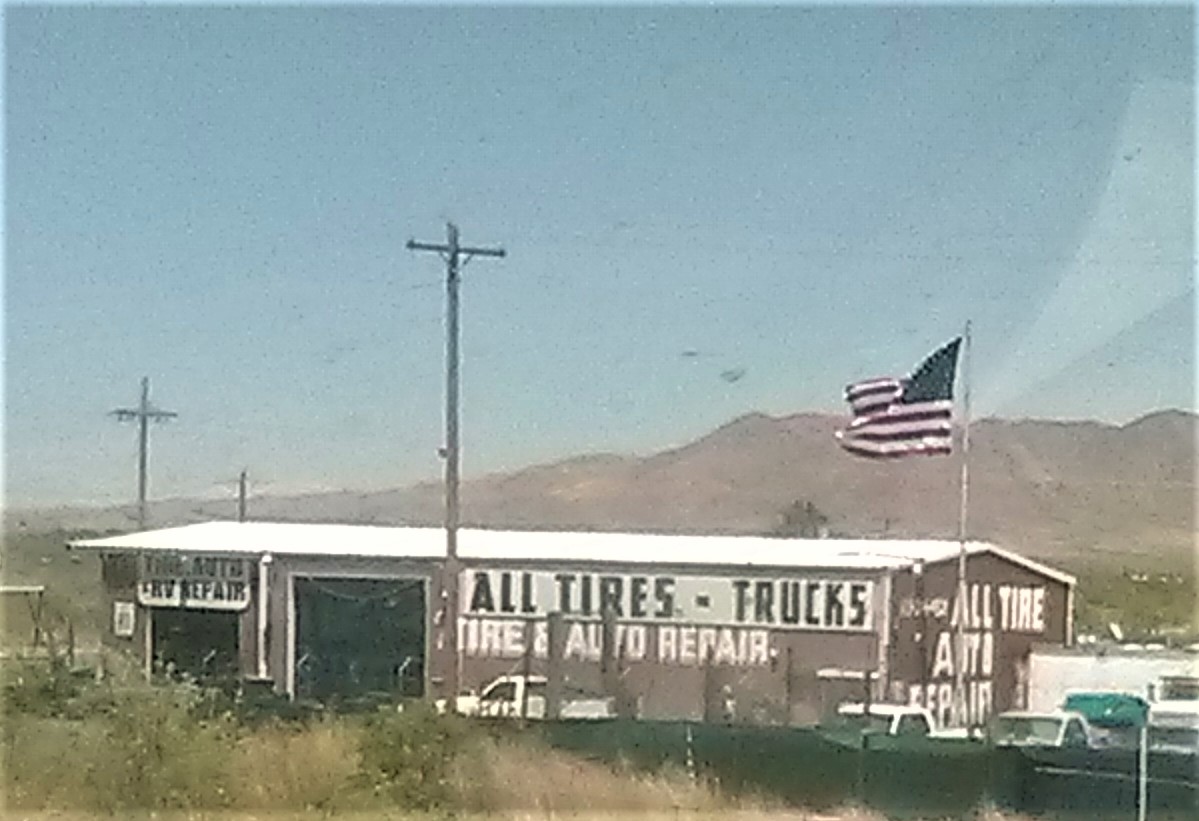 TIRE AUTO
& RV REPAIR
ALL TIRES - TRUCKS
TIRE & AUTO REPAIR
ALL TIRE
AUTO
REPAIR